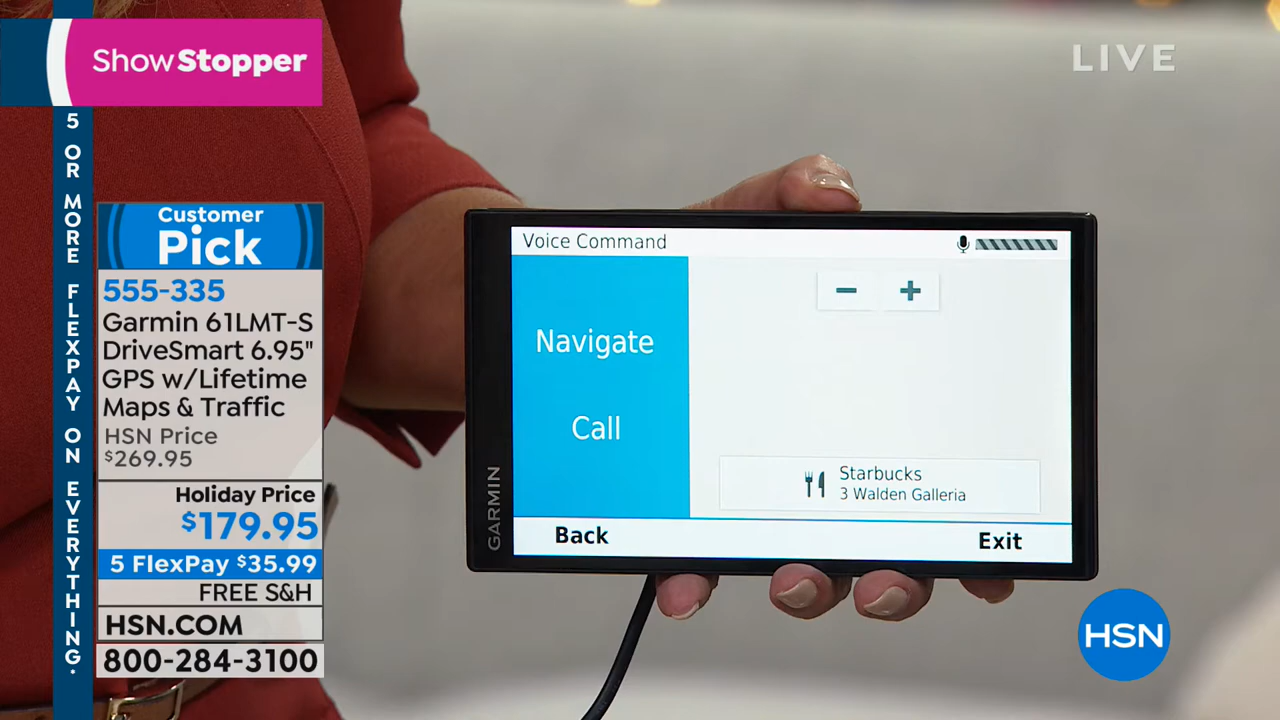 ShowStopper
LIVE
5 OR MORE FLEXPAY ON EVERYTHING.
Customer
Pick
555-335
Garmin 61LMT-S
DriveSmart 6.95"
GPS w/Lifetime
Maps & Traffic
HSN Price
$269.95
Holiday Price
$179.95
5 FlexPay $35.99
FREE S&H
HSN.COM
800-284-3100
Voice Command
Navigate
Call
Starbucks
3 Walden Galleria
Back
Exit
GARMIN
HSN